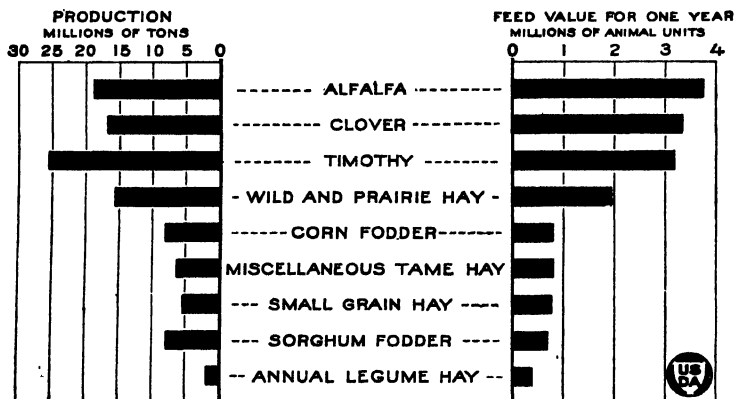 PRODUCTION
MILLIONS OF TONS
30 25 20 15 10 5 0
FEED VALUE FOR ONE YEAR
MILLIONS OF ANIMAL UNITS
0 1 2 3 4
ALFALFA
CLOVER
TIMOTHY
WILD AND PRAIRIE HAY
CORN FODDER
MISCELLANEOUS TAME HAY
SMALL GRAIN HAY
SORGHUM FODDER
ANNUAL LEGUME HAY
US
DA